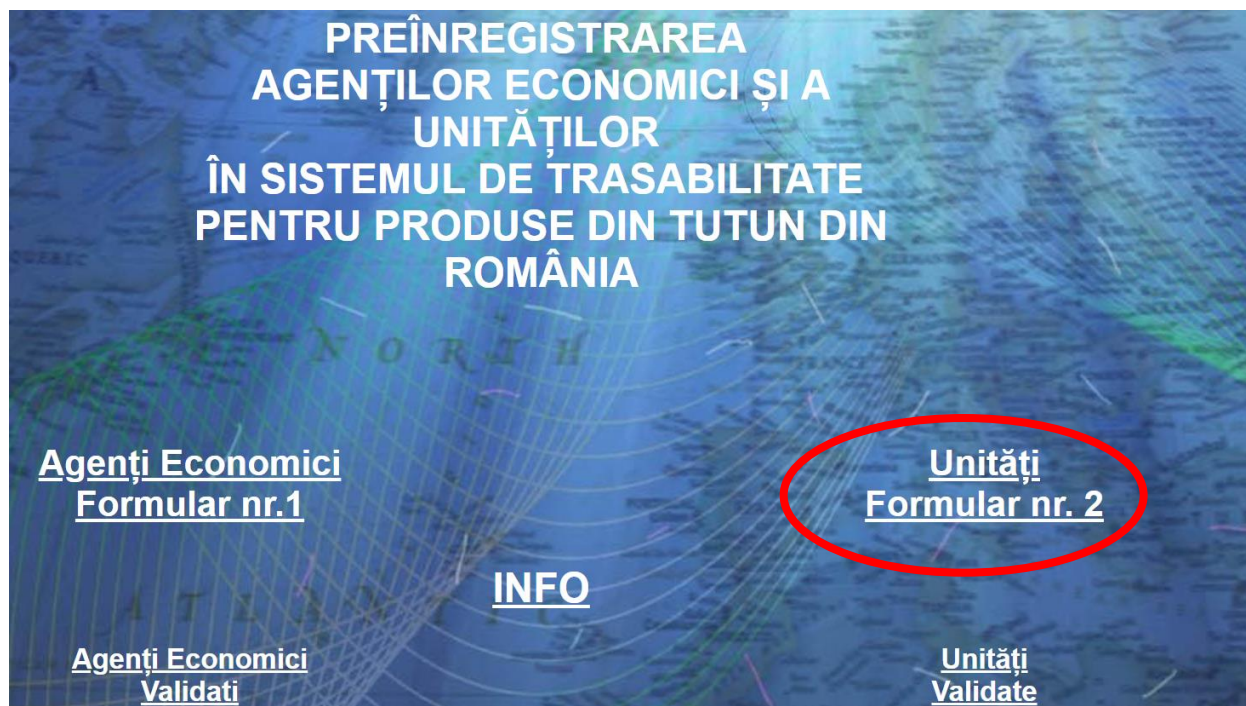 PREÎNREGISTRAREA
AGENȚILOR ECONOMICI ȘI A
UNITĂȚILOR
ÎN SISTEMUL DE TRASABILITATE
PENTRU PRODUSE DIN TUTUN DIN
ROMÂNIA
NORTH
Agenți Economici
Formular nr.1
Unități
Formular nr. 2
INFO
Agenți Economici
Validati
Unități
Validate